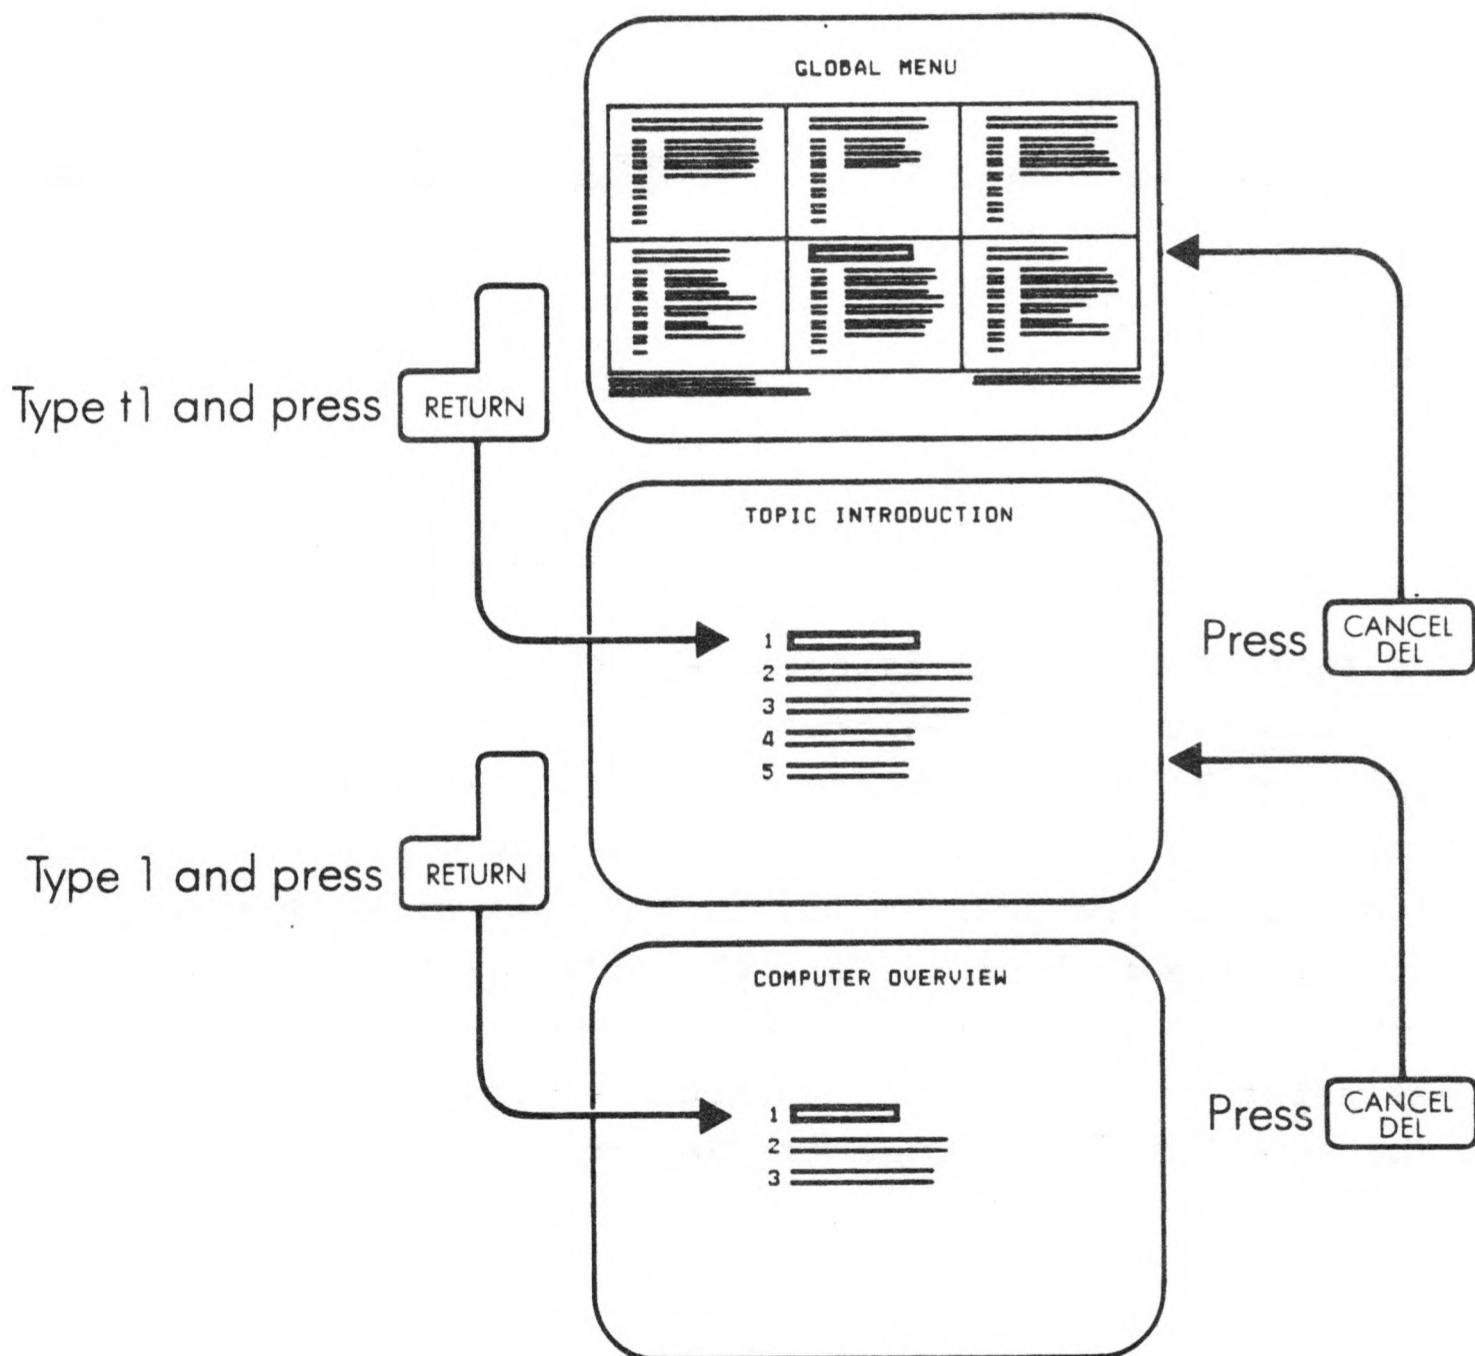 GLOBAL MENU
Type t1 and press RETURN
TOPIC INTRODUCTION
1
2
3
4
5
Press CANCEL DEL
Type 1 and press RETURN
COMPUTER OVERVIEW
1
2
3
Press CANCEL DEL